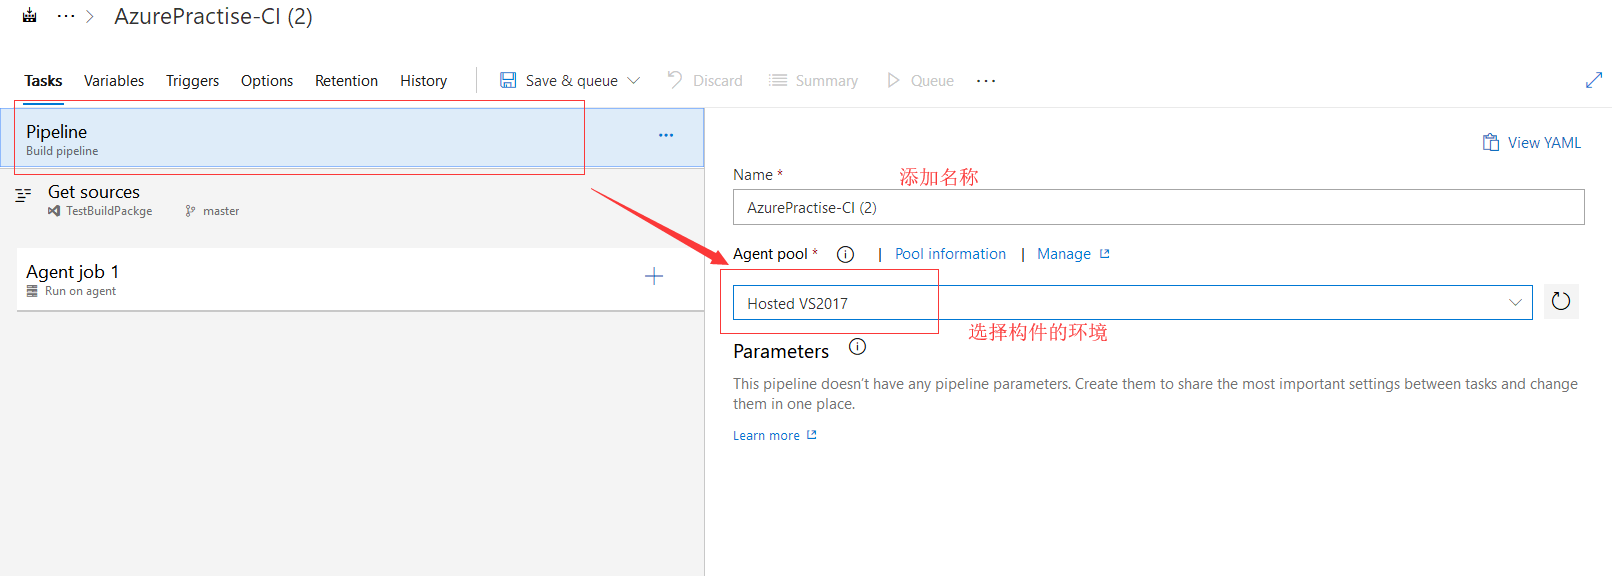 AzurePractise-CI (2)
Tasks Variables Triggers Options Retention History Save & queue Discard Summary Queue
Pipeline
Build pipeline
Get sources
TestBuildPackge master
Agent job 1
Run on agent
View YAML
Name *
添加名称
AzurePractise-CI (2)
Agent pool * | Pool information | Manage
Hosted VS2017
选择构件的环境
Parameters
This pipeline doesn't have any pipeline parameters. Create them to share the most important settings between tasks and change
them in one place.
Learn more